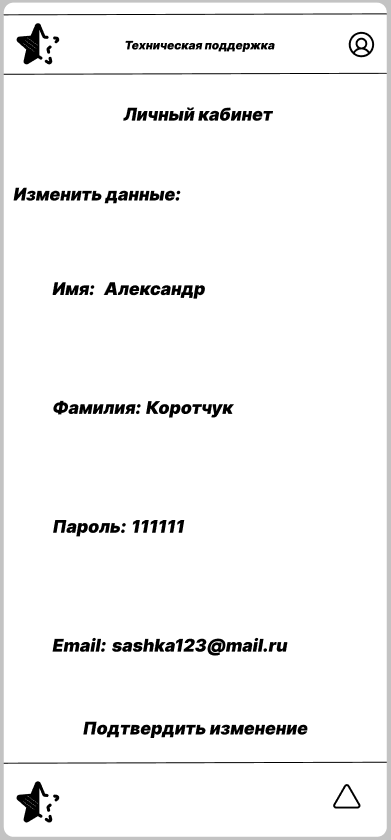 Техническая поддержка
Личный кабинет
Изменить данные:
Имя: Александр
Фамилия: Коротчук
Пароль: 111111
Email: sashka123@mail.ru
Подтвердить изменение